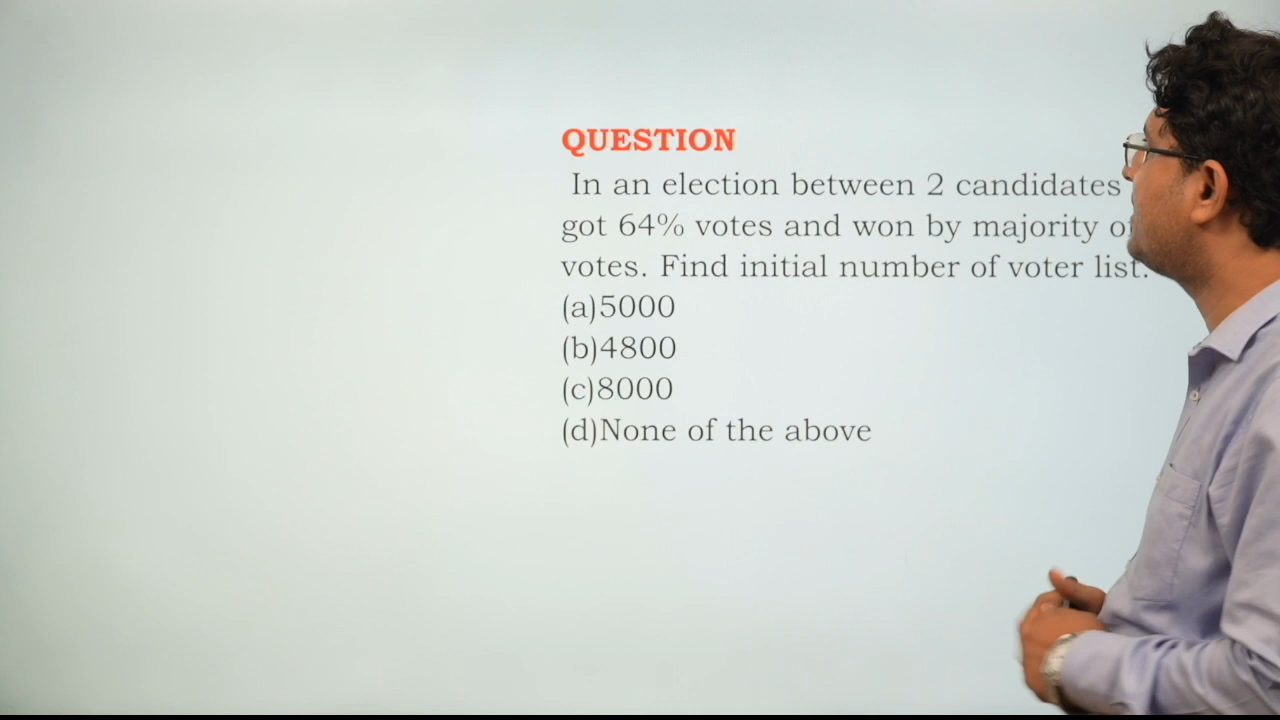 QUESTION
In an election between 2 candidates
got 64% votes and won by majority
votes. Find initial number of voter list.
(a)5000
(b)4800
(c)8000
(d)None of the above